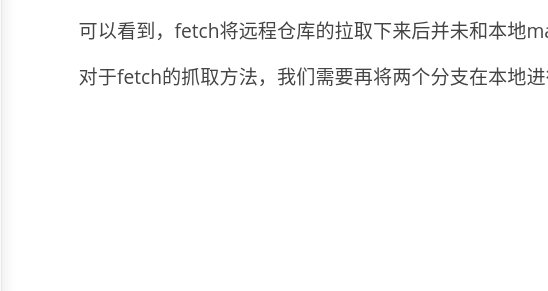 可以看到，fetch将远程仓库的拉取下来后并未和本地ma
对于fetch的抓取方法，我们需要再将两个分支在本地进